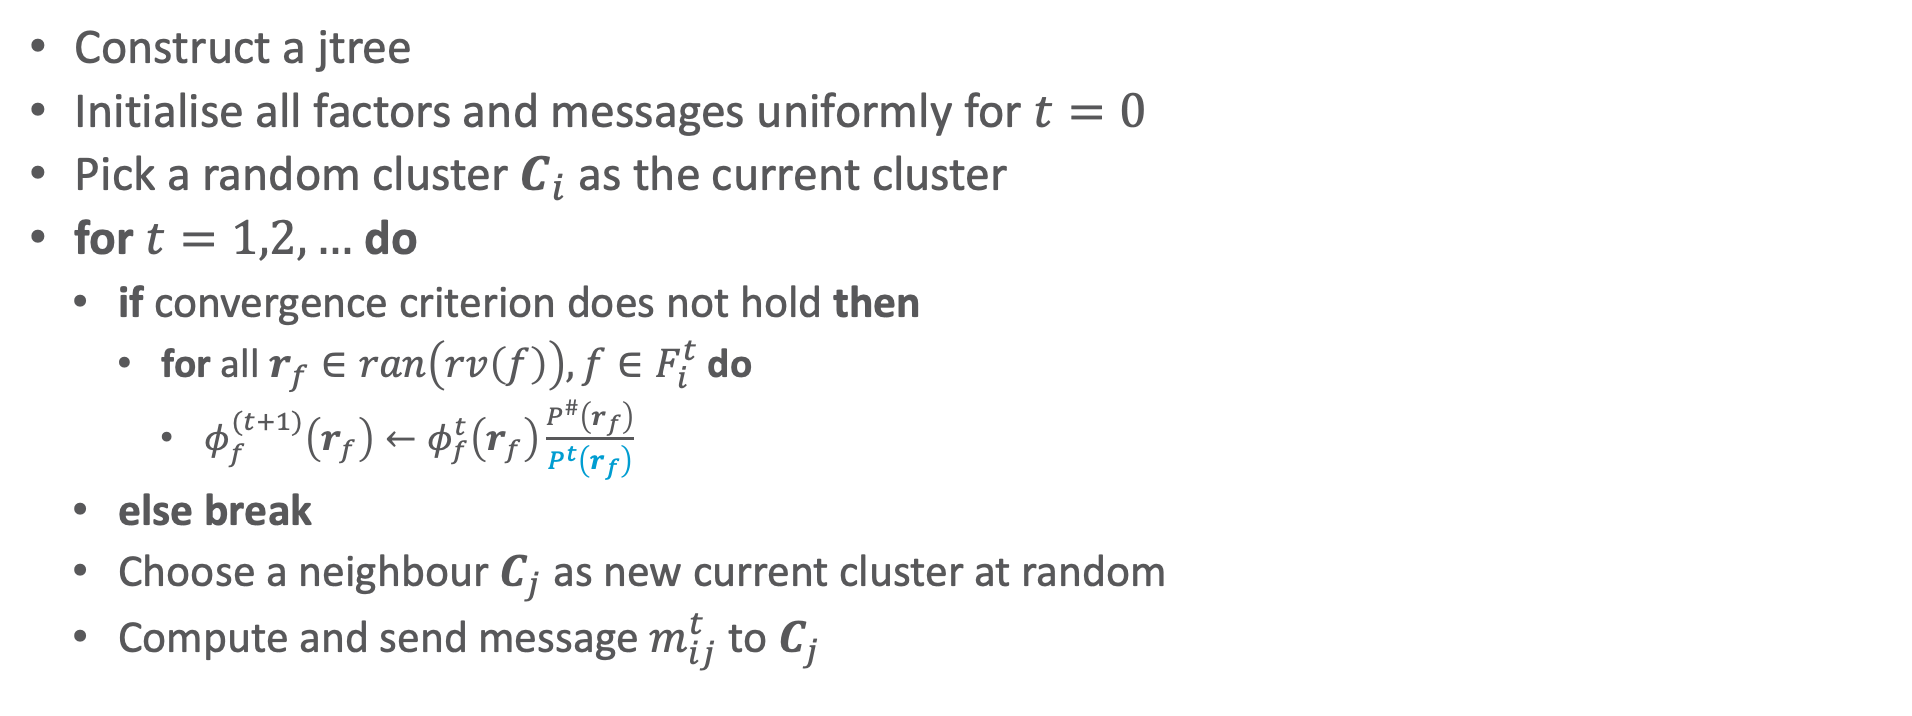 • Construct a jtree
• Initialise all factors and messages uniformly for t = 0
• Pick a random cluster C_i as the current cluster
• for t = 1,2, … do
• if convergence criterion does not hold then
• for all r_f ∈ ran(rv(f)), f ∈ F_i^t do
• ϕ_f^(t+1)(r_f) ← ϕ_f^t(r_f) P^#(r_f)/P^t(r_f)
• else break
• Choose a neighbour C_j as new current cluster at random
• Compute and send message m_ij^t to C_j